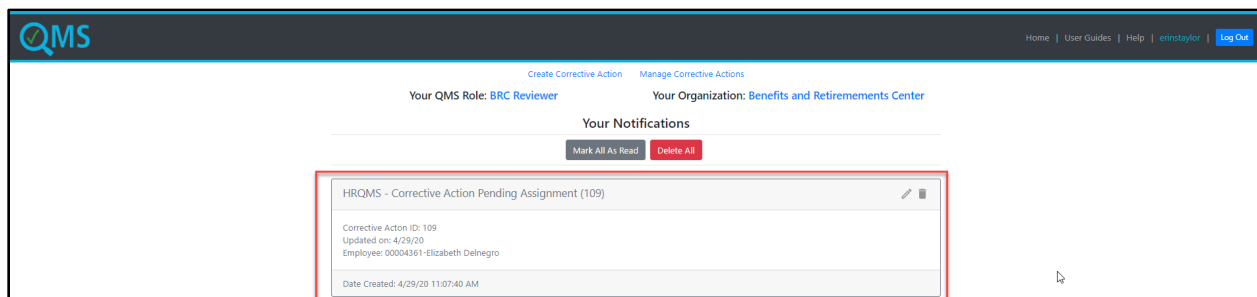 QMS
Home | User Guides | Help | erinstaylor | Log Out
Create Corrective Action Manage Corrective Actions
Your QMS Role: BRC Reviewer Your Organization: Benefits and Retiremements Center
Your Notifications
Mark All As Read Delete All
HRQMS - Corrective Action Pending Assignment (109)
Corrective Acton ID: 109
Updated on: 4/29/20
Employee: 00004361-Elizabeth Delnegro
Date Created: 4/29/20 11:07:40 AM